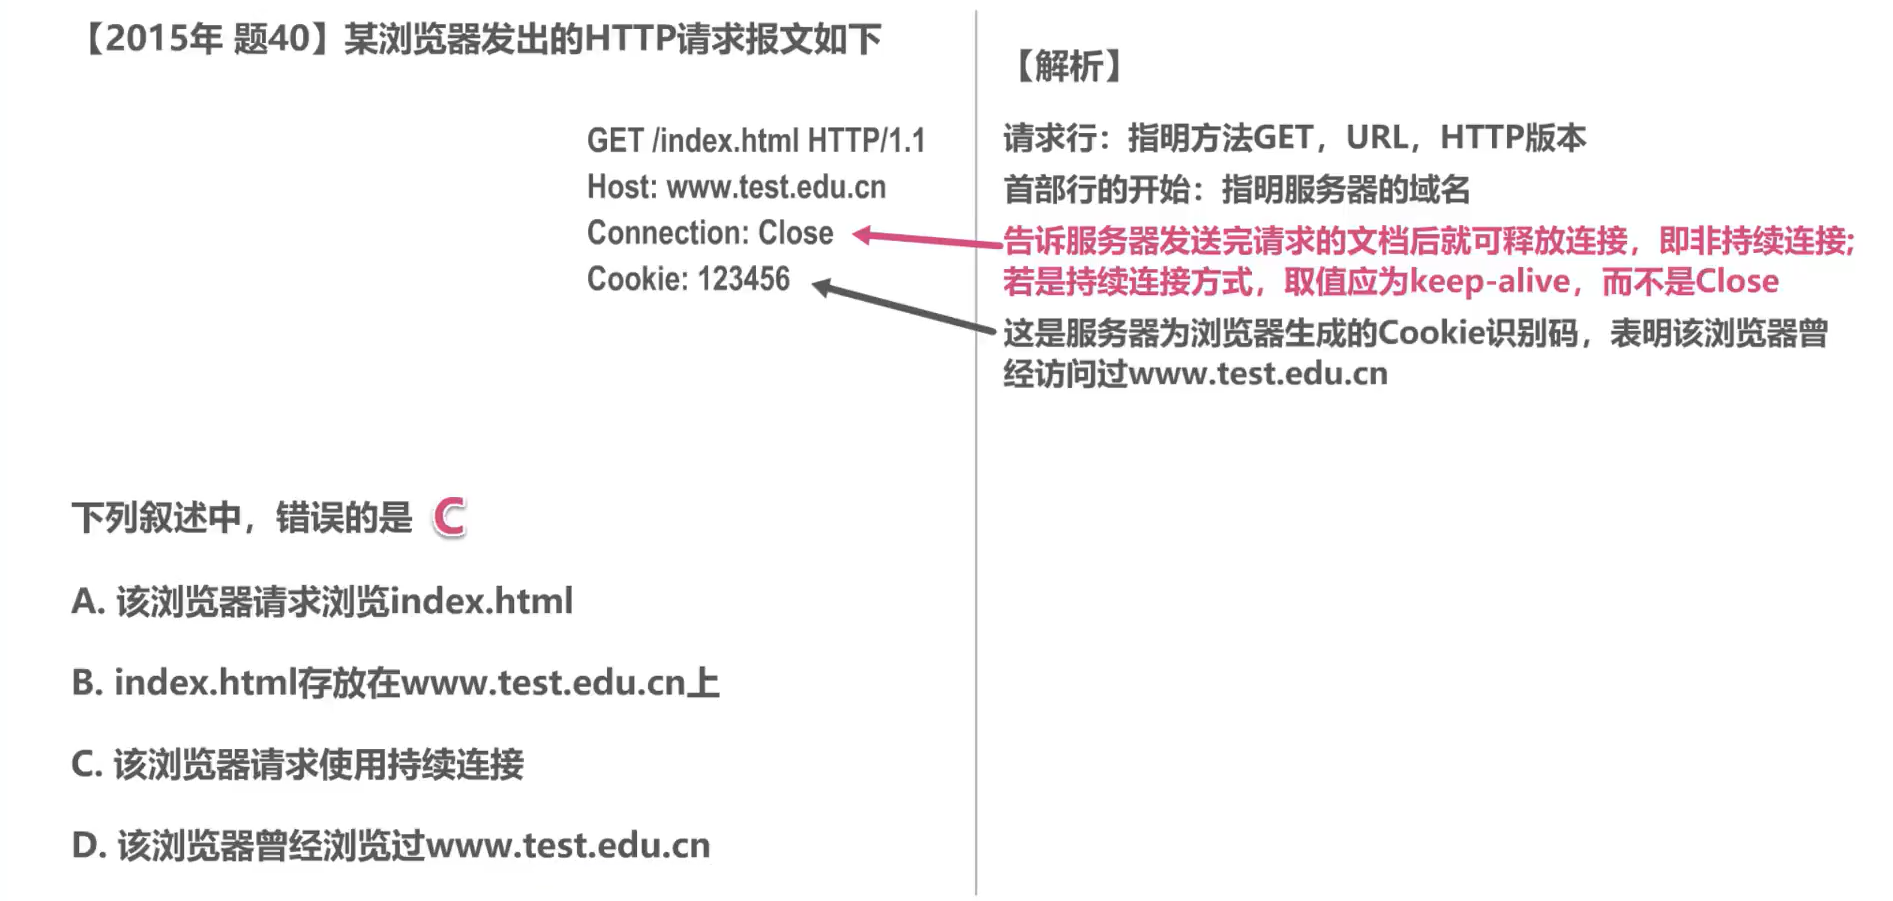 【2015年 题40】某浏览器发出的HTTP请求报文如下
GET /index.html HTTP/1.1
Host: www.test.edu.cn
Connection: Close
Cookie: 123456
下列叙述中，错误的是 C
A. 该浏览器请求浏览index.html
B. index.html存放在www.test.edu.cn上
C. 该浏览器请求使用持续连接
D. 该浏览器曾经浏览过www.test.edu.cn
【解析】
请求行：指明方法GET，URL，HTTP版本
首部行的开始：指明服务器的域名
告诉服务器发送完请求的文档后就可释放连接，即非持续连接;
若是持续连接方式，取值应为keep-alive，而不是Close
这是服务器为浏览器生成的Cookie识别码，表明该浏览器曾
经访问过www.test.edu.cn